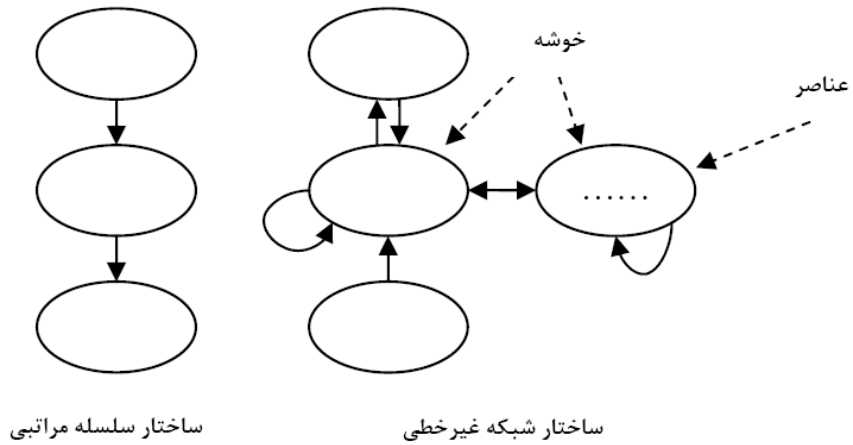 خوشه
عناصر
......
ساختار شبکه غیرخطی
ساختار سلسله مراتبی